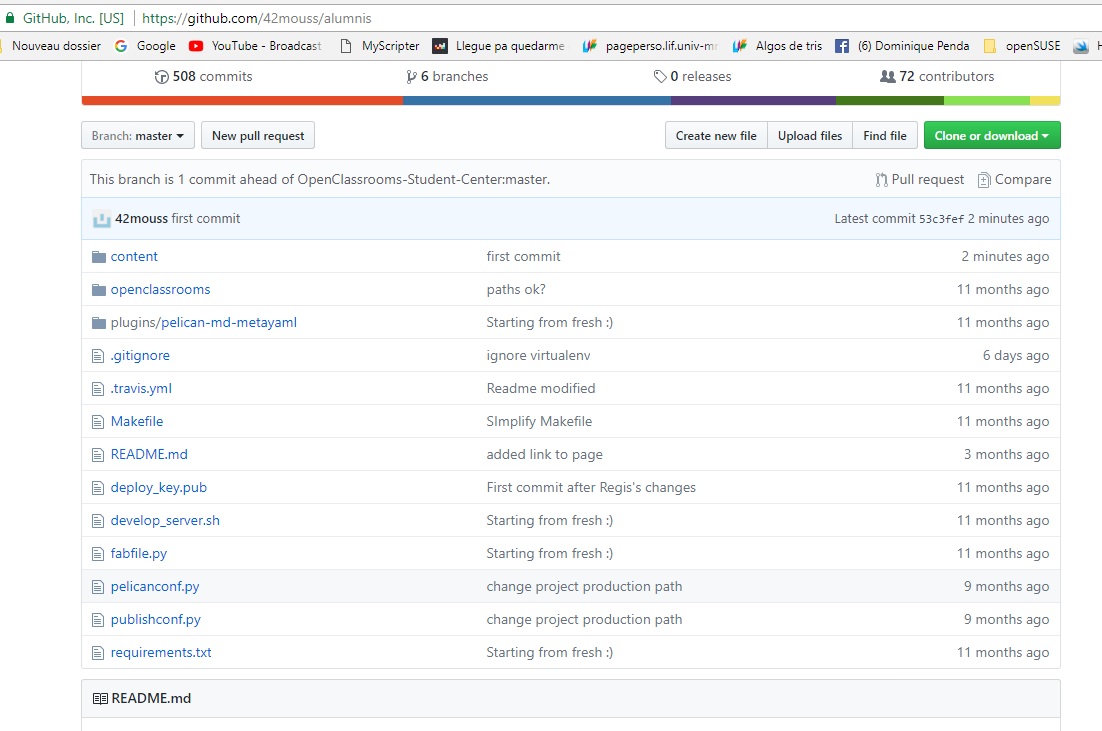 GitHub, Inc. [US] | https://github.com/42mouss/alumnis
Nouveau dossier Google YouTube - Broadcast MyScripter Llegue pa quedarme pageperso.lif.univ-mr Algos de tris (6) Dominique Penda openSUSE H
508 commits 6 branches 0 releases 72 contributors
Branch: master New pull request Create new file Upload files Find file Clone or download
This branch is 1 commit ahead of OpenClassrooms-Student-Center:master. Pull request Compare
42mouss first commit Latest commit 53c3fef 2 minutes ago
content first commit 2 minutes ago
openclassrooms paths ok? 11 months ago
plugins/pelican-md-metayaml Starting from fresh :) 11 months ago
.gitignore ignore virtualenv 6 days ago
.travis.yml Readme modified 11 months ago
Makefile SImplify Makefile 11 months ago
README.md added link to page 3 months ago
deploy_key.pub First commit after Regis's changes 11 months ago
develop_server.sh Starting from fresh :) 11 months ago
fabfile.py Starting from fresh :) 11 months ago
pelicanconf.py change project production path 9 months ago
publishconf.py change project production path 9 months ago
requirements.txt Starting from fresh :) 11 months ago
README.md